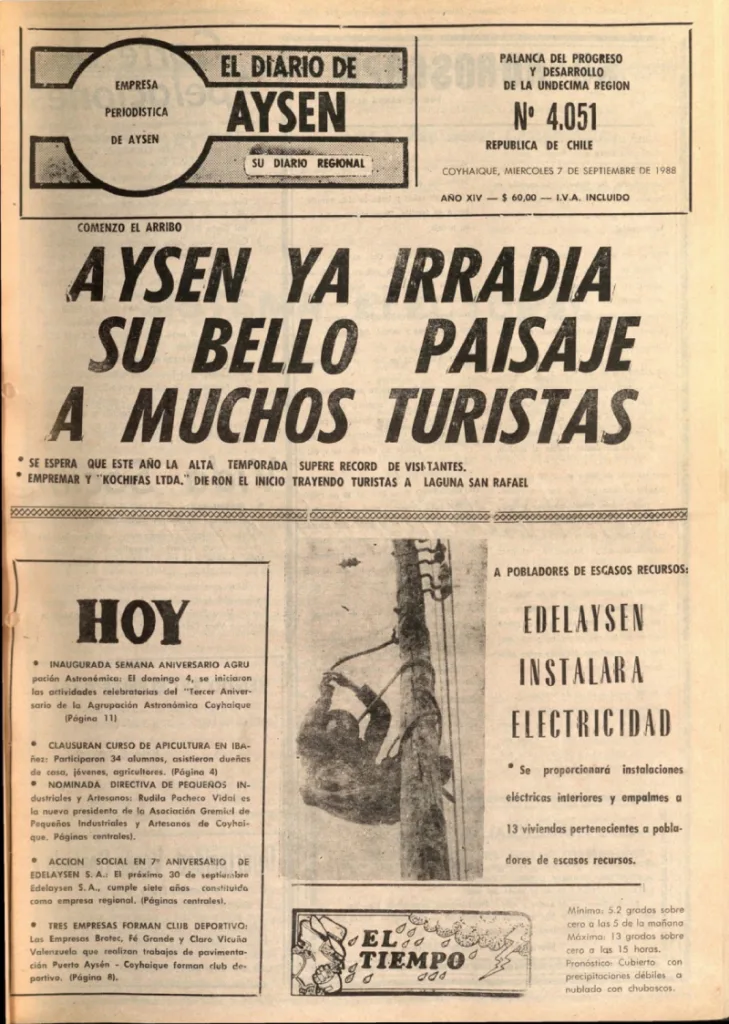 EMPRESA
PERIODISTICA
DE AYSEN
EL DIARIO DE
AYSEN
SU DIARIO REGIONAL
PALANCA DEL PROGRESO
Y DESARROLLO
DE LA UNDECIMA REGION
Nº 4.051
REPUBLICA DE CHILE
COYHAIQUE, MIERCOLES 7 DE SEPTIEMBRE DE 1988
AÑO XIV — $ 60,00 — I.V.A. INCLUIDO
COMENZO EL ARRIBO
AYSEN YA IRRADIA
SU BELLO PAISAJE
A MUCHOS TURISTAS
* SE ESPERA QUE ESTE AÑO LA ALTA TEMPORADA SUPERE RECORD DE VISITANTES.
* EMPREMAR Y "KOCHIFAS LTDA." DIERON EL INICIO TRAYENDO TURISTAS A LAGUNA SAN RAFAEL
HOY
* INAUGURADA SEMANA ANIVERSARIO AGRU
pación Astronómica: El domingo 4, se iniciaron
las actividades celebratorias del "Tercer Aniver-
sario de la Agrupación Astronómica Coyhaique
(Página 11)
* CLAUSURAN CURSO DE APICULTURA EN IBA-
ñez: Participaron 34 alumnos, asistieron dueñas
de casa, jóvenes, agricultores. (Página 4)
* NOMINADA DIRECTIVA DE PEQUEÑOS IN-
dustriales y Artesanos: Rudila Pacheco Vidal es
la nueva presidenta de la Asociación Gremial de
Pequeños Industriales y Artesanos de Coyhai-
que. Páginas centrales).
* ACCION SOCIAL EN 7º ANIVERSARIO DE
EDELAYSEN S.A.: El próximo 30 de septiembre
Edelaysen S.A., cumple siete años constituida
como empresa regional. (Páginas centrales).
* TRES EMPRESAS FORMAN CLUB DEPORTIVO:
Las Empresas Brotec, Fé Grande y Claro Vicuña
Valenzuela que realizan trabajos de pavimenta-
ción Puerto Aysén - Coyhaique forman club de-
portivo. (Página 8).
A POBLADORES DE ESCASOS RECURSOS:
EDELAYSEN
INSTALARA
ELECTRICIDAD
* Se proporcionará instalaciones
eléctricas interiores y empalmes a
13 viviendas pertenecientes a pobla-
dores de escasos recursos.
EL
TIEMPO
Mínima: 5.2 grados sobre
cero a las 5 de la mañana
Máxima: 13 grados sobre
cero a las 15 horas.
Pronóstico: Cubierto con
precipitaciones débiles a
nublado con chubascos.